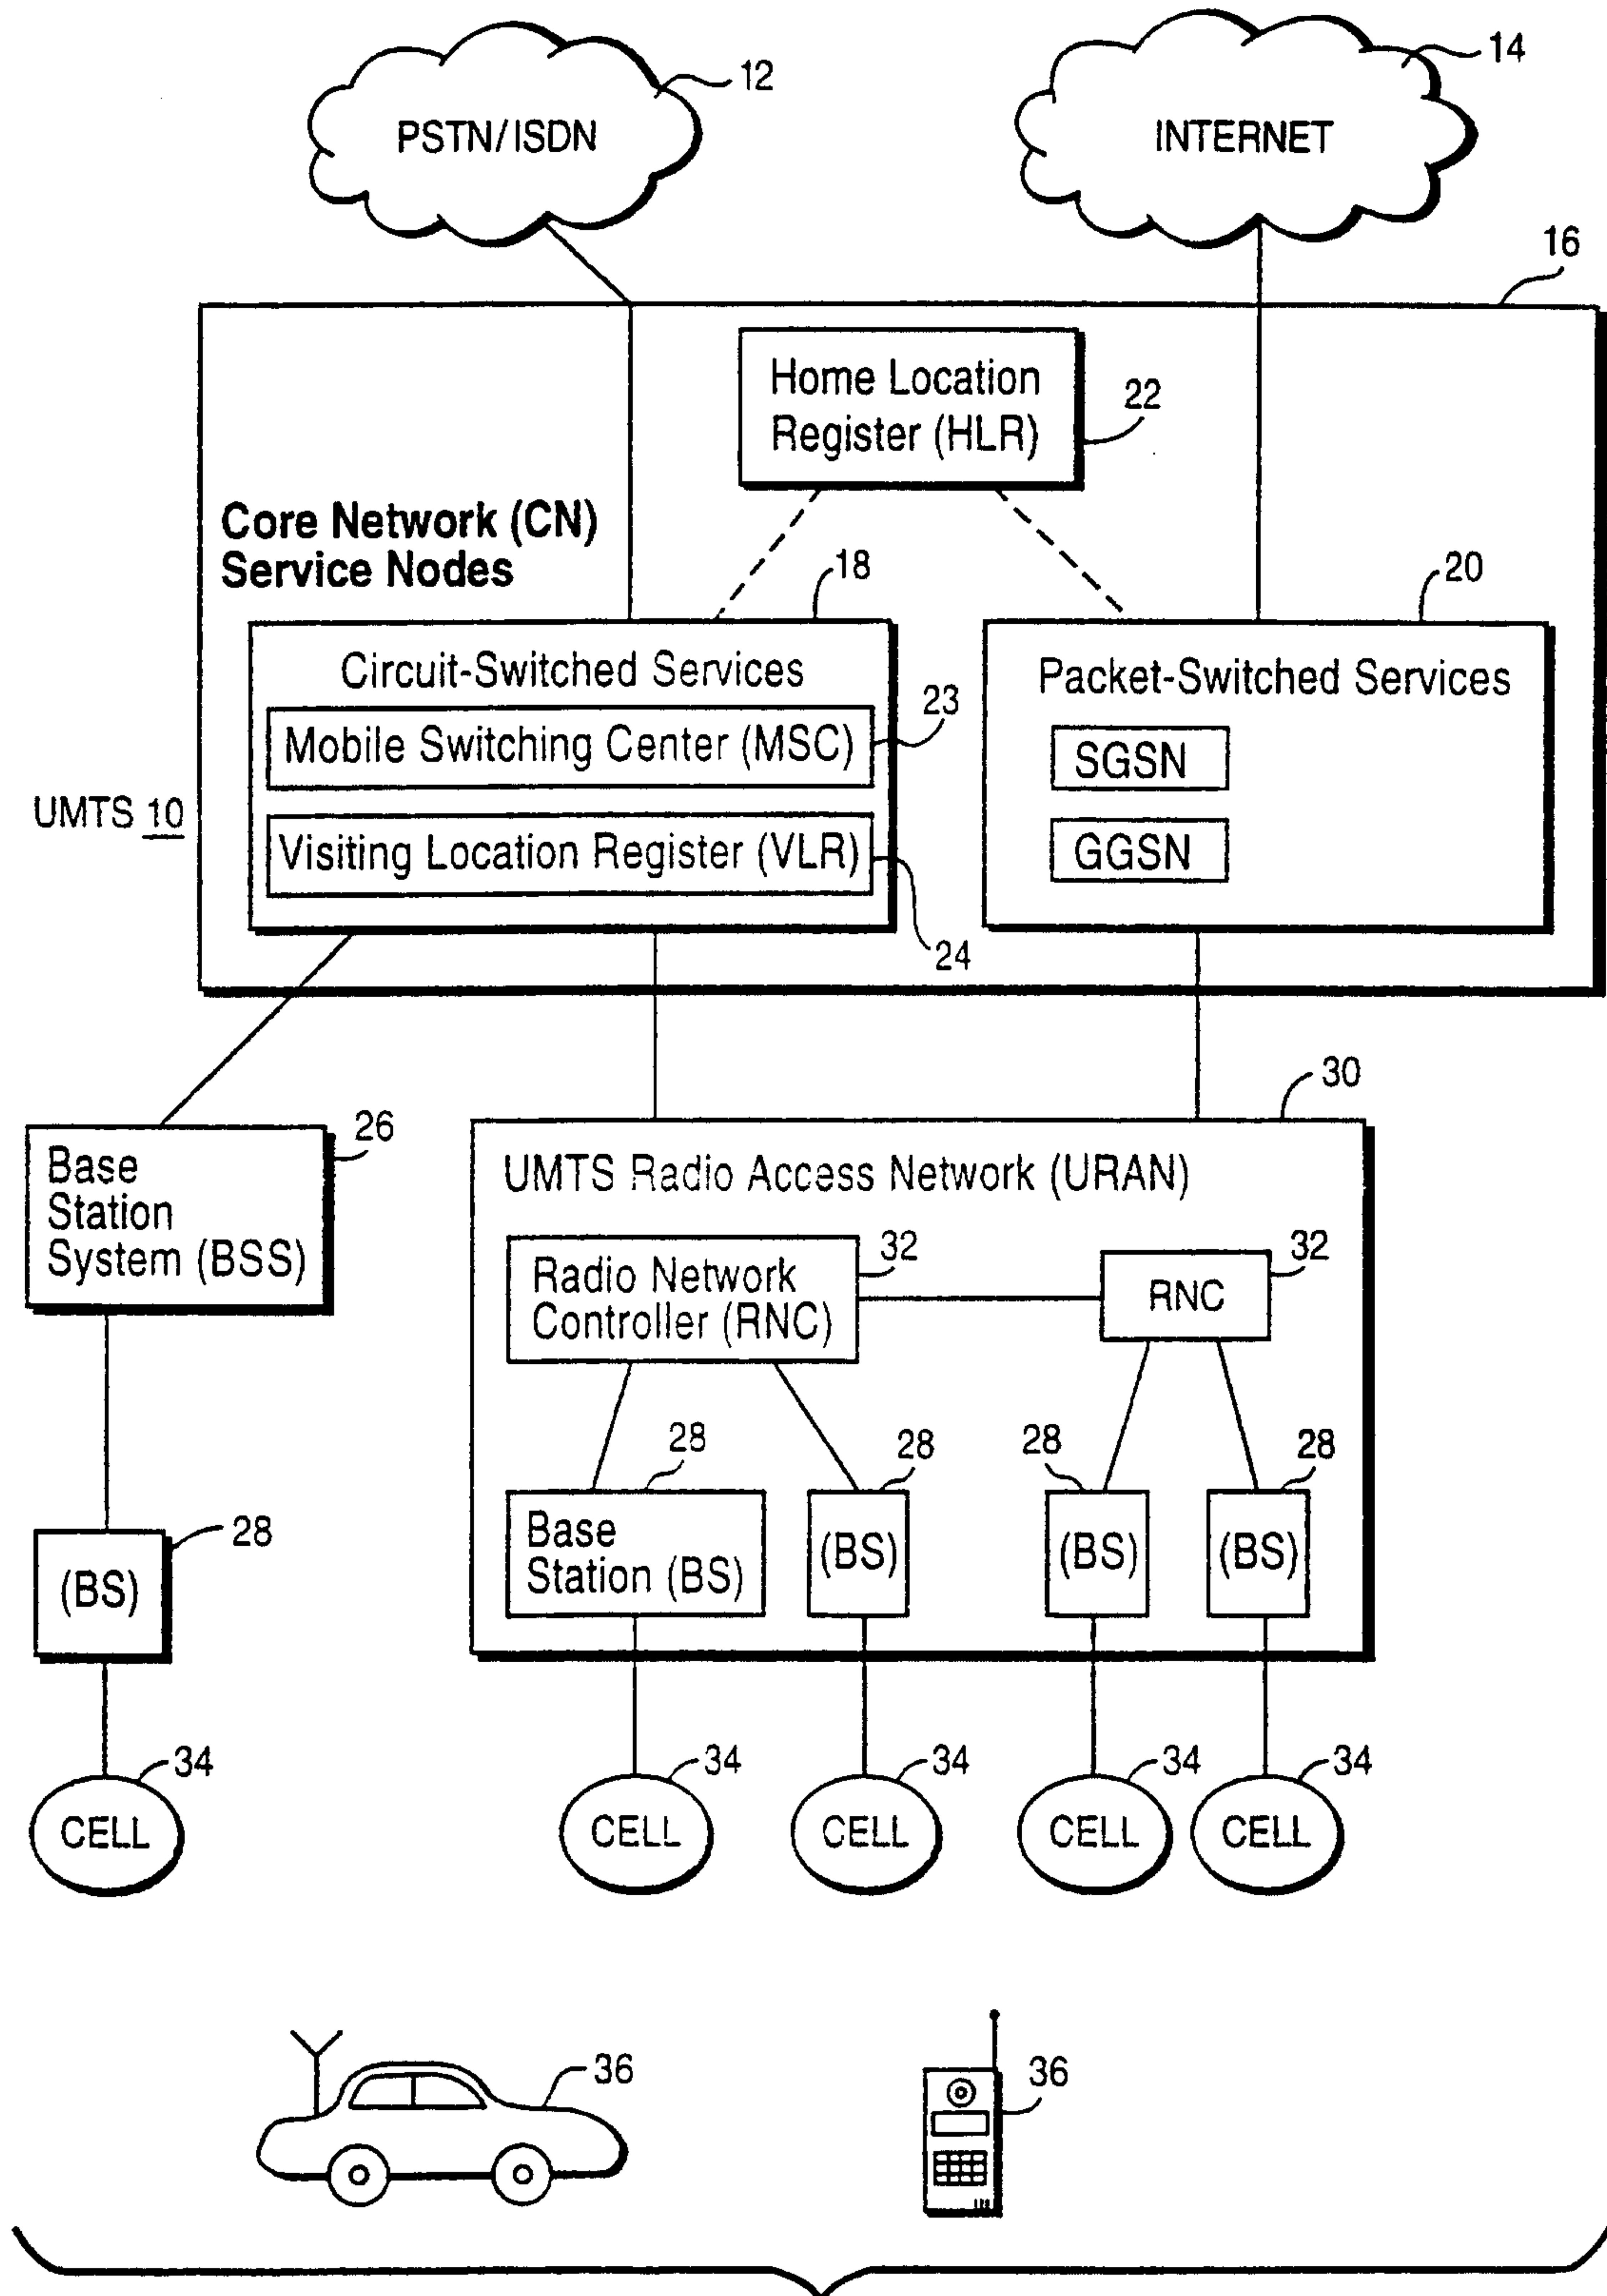 12
14
PSTN/ISDN
INTERNET
16
Home Location
Register (HLR)
22
Core Network (CN)
Service Nodes
18
20
Circuit-Switched Services
Packet-Switched Services
23
Mobile Switching Center (MSC)
SGSN
UMTS 10
Visiting Location Register (VLR)
GGSN
24
30
26
Base
Station
System (BSS)
UMTS Radio Access Network (URAN)
32
32
Radio Network
Controller (RNC)
RNC
28
28
28
28
28
Base
Station (BS)
(BS)
(BS)
(BS)
(BS)
34
34
34
34
34
CELL
CELL
CELL
CELL
CELL
36
36